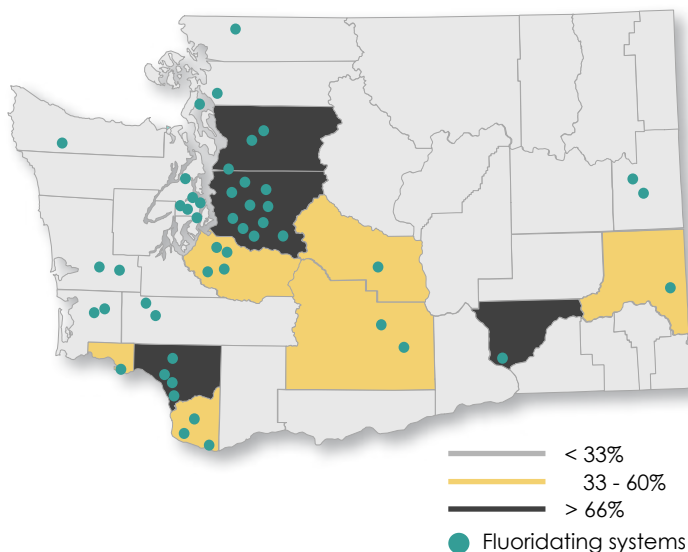 < 33%
33 - 60%
> 66%
Fluoridating systems